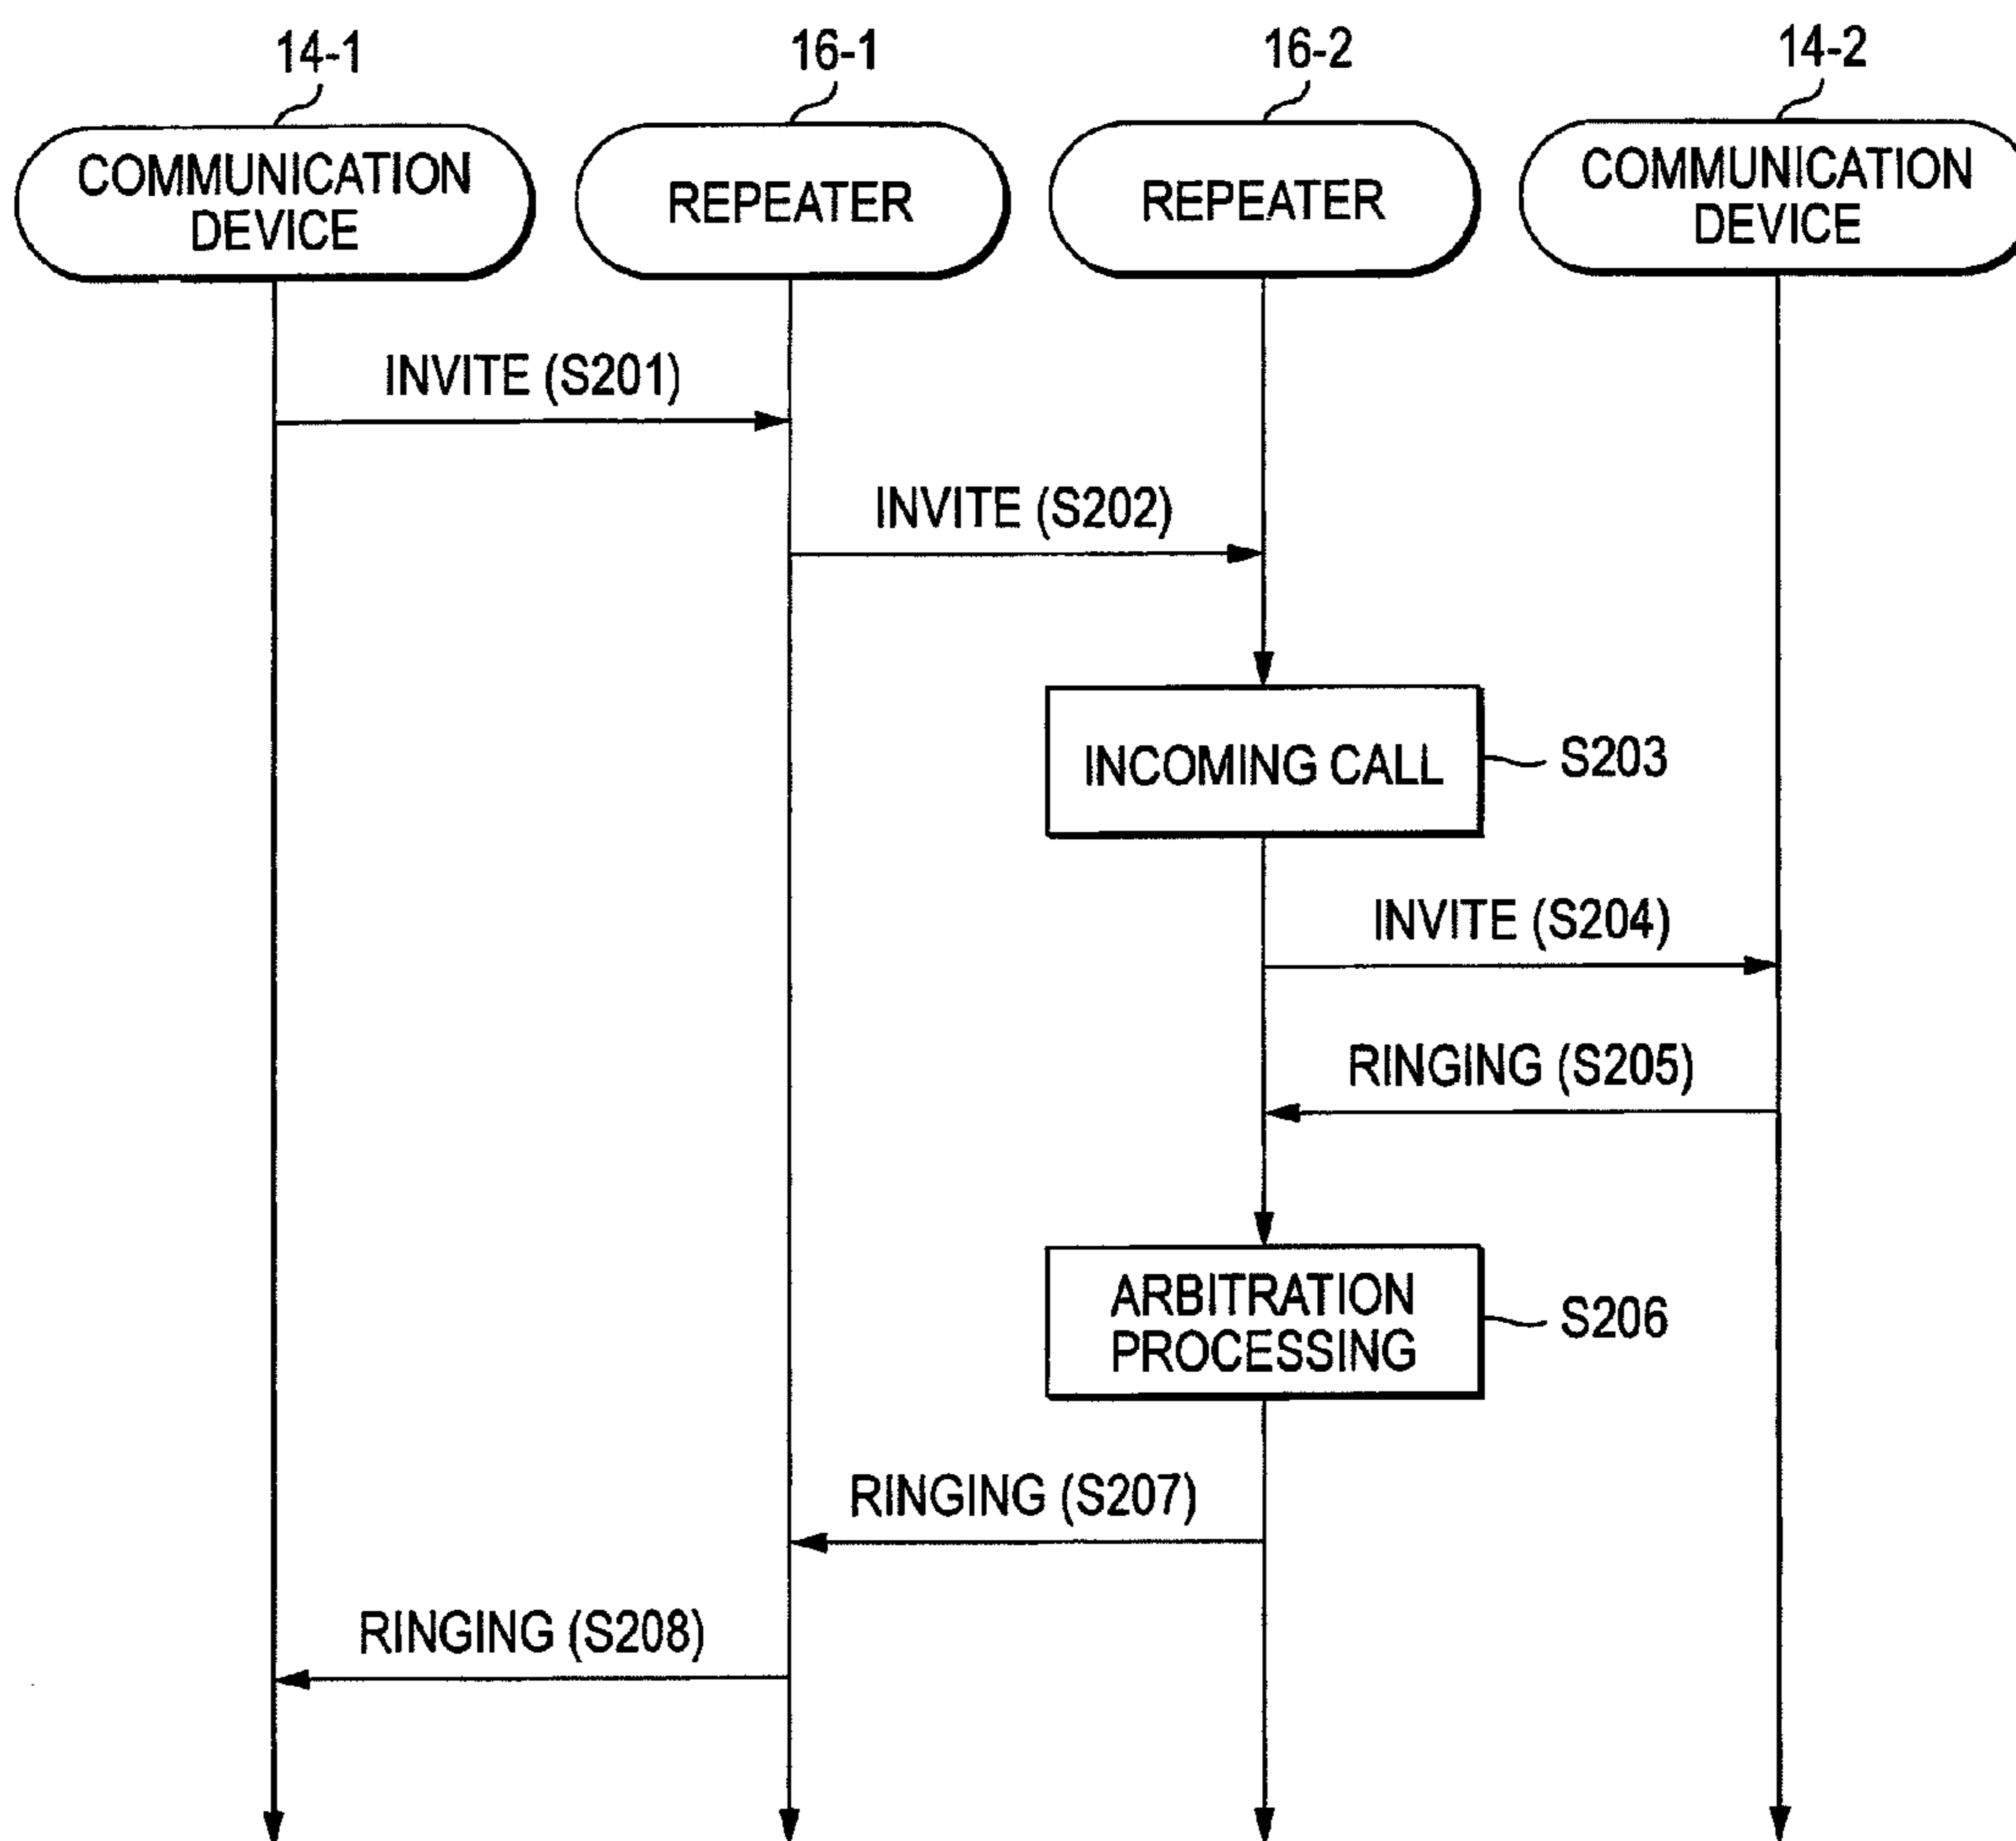 14-1
16-1
16-2
14-2
COMMUNICATION
DEVICE
REPEATER
REPEATER
COMMUNICATION
DEVICE
INVITE (S201)
INVITE (S202)
INCOMING CALL
S203
INVITE (S204)
RINGING (S205)
ARBITRATION
PROCESSING
S206
RINGING (S207)
RINGING (S208)